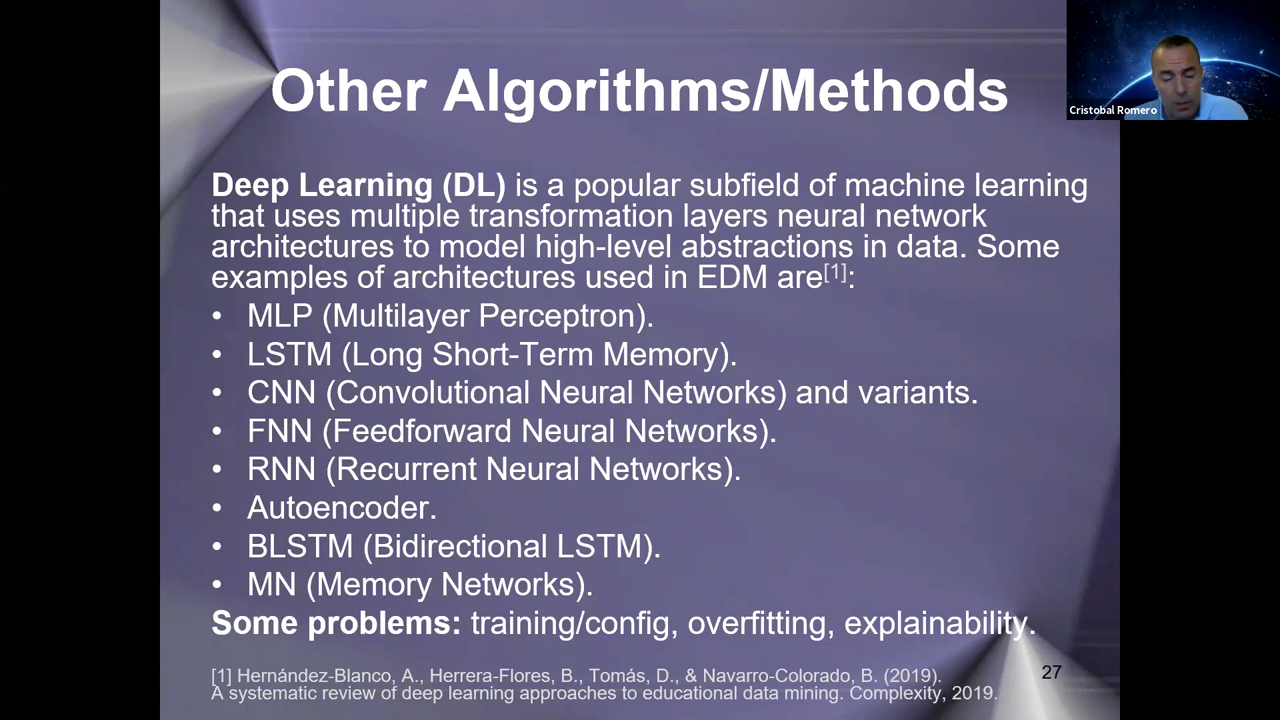 Other Algorithms/Methods
Cristobal Romero
Deep Learning (DL) is a popular subfield of machine learning
that uses multiple transformation layers neural network
architectures to model high-level abstractions in data. Some
examples of architectures used in EDM are[1]:
• MLP (Multilayer Perceptron).
• LSTM (Long Short-Term Memory).
• CNN (Convolutional Neural Networks) and variants.
• FNN (Feedforward Neural Networks).
• RNN (Recurrent Neural Networks).
• Autoencoder.
• BLSTM (Bidirectional LSTM).
• MN (Memory Networks).
Some problems: training/config, overfitting, explainability.
[1] Hernández-Blanco, A., Herrera-Flores, B., Tomás, D., & Navarro-Colorado, B. (2019).
A systematic review of deep learning approaches to educational data mining. Complexity, 2019.
27